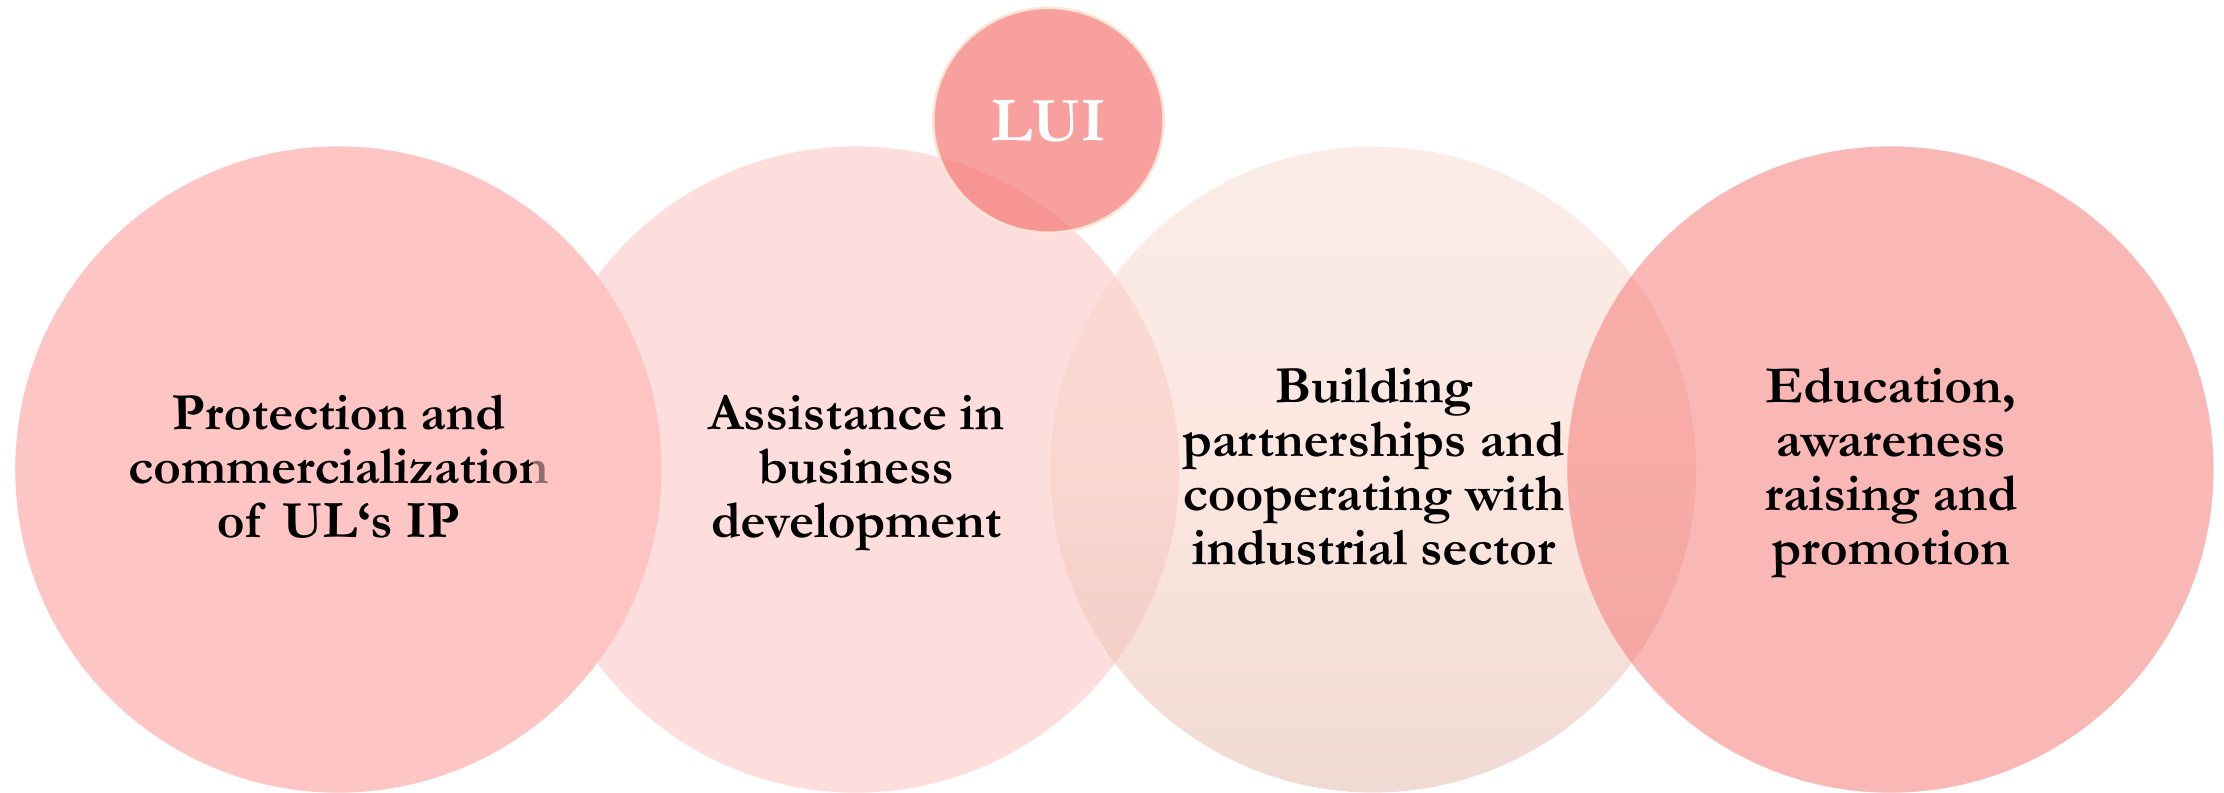 LUI
Protection and
commercialization
of UL‘s IP
Assistance in
business
development
Building
partnerships and
cooperating with
industrial sector
Education,
awareness
raising and
promotion